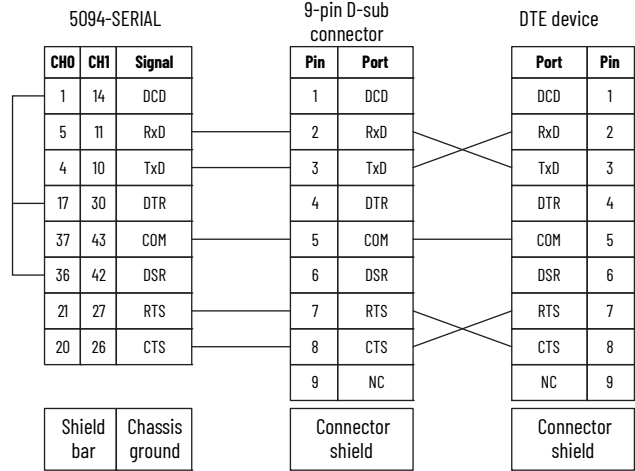 5094-SERIAL
9-pin D-sub
connector
DTE device
CH0 CH1 Signal
Pin Port
Port Pin
1 14 DCD
1 DCD
DCD 1
5 11 RxD
2 RxD
RxD 2
4 10 TxD
3 TxD
TxD 3
17 30 DTR
4 DTR
DTR 4
37 43 COM
5 COM
COM 5
36 42 DSR
6 DSR
DSR 6
21 27 RTS
7 RTS
RTS 7
20 26 CTS
8 CTS
CTS 8
9 NC
NC 9
Shield
bar
Chassis
ground
Connector
shield
Connector
shield